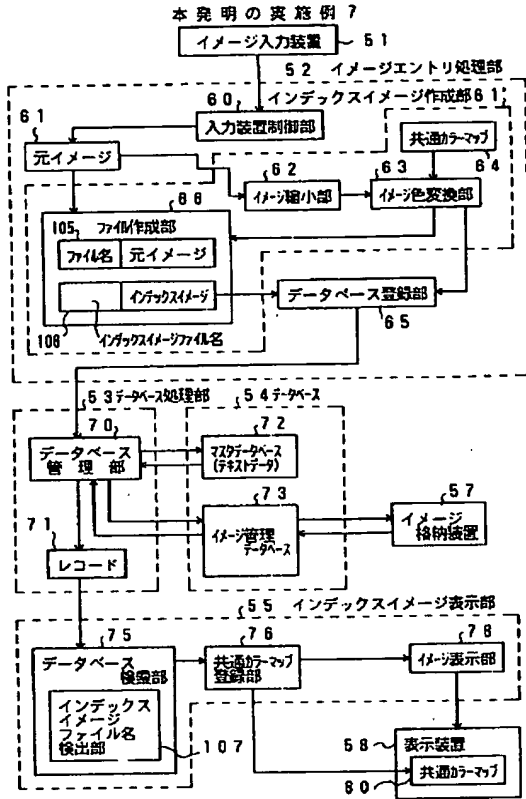 本発明の実施例7
イメージ入力装置
51
52 イメージエントリ処理部
インデックスイメージ作成部61
60
入力装置制御部
61
元イメージ
共通カラーマップ
64
62
イメージ縮小部
63
イメージ色変換部
66
105
ファイル作成部
ファイル名
元イメージ
インデックスイメージ
106
インダックスイメージファイル名
データベース登録部
65
53データベース処理部
54データベース
70
データベース
管理部
72
マスタデータベース
(テキストデータ)
73
イメージ管理
データベース
57
イメージ
格納装置
71
レコード
55 インデックスイメージ表示部
75
データベース
検索部
インデックス
イメージ
ファイル名
検出部
107
76
共通カラーマップ
登録部
78
イメージ表示部
58
表示装置
共通カラーマップ
80